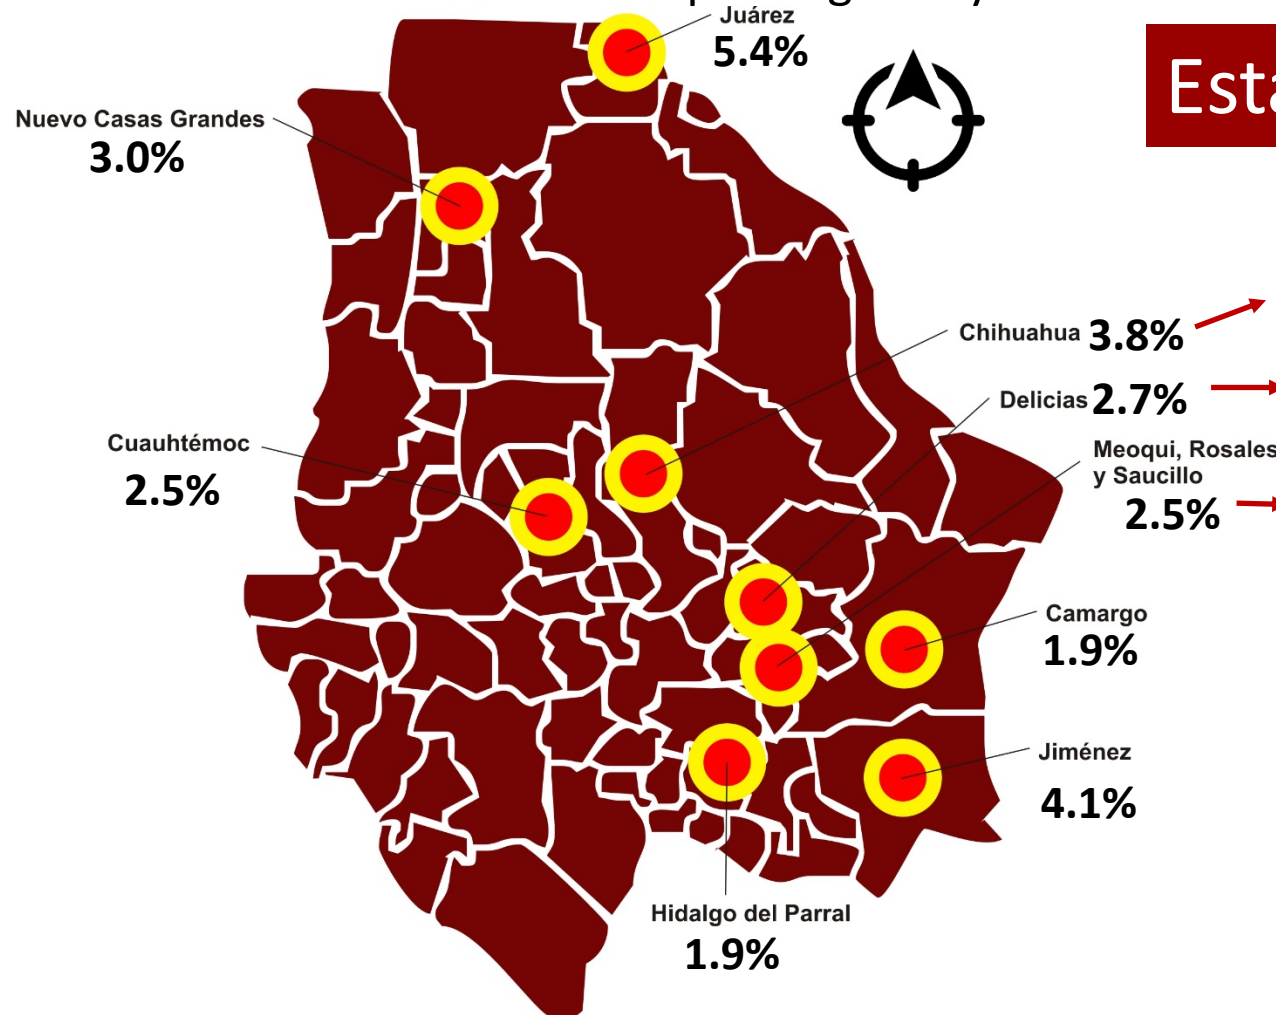 Juárez
5.4%
Nuevo Casas Grandes
3.0%
Chihuahua 3.8%
Delicias 2.7%
Meoqui, Rosales
y Saucillo
2.5%
Cuauhtémoc
2.5%
Camargo
1.9%
Jiménez
4.1%
Hidalgo del Parral
1.9%